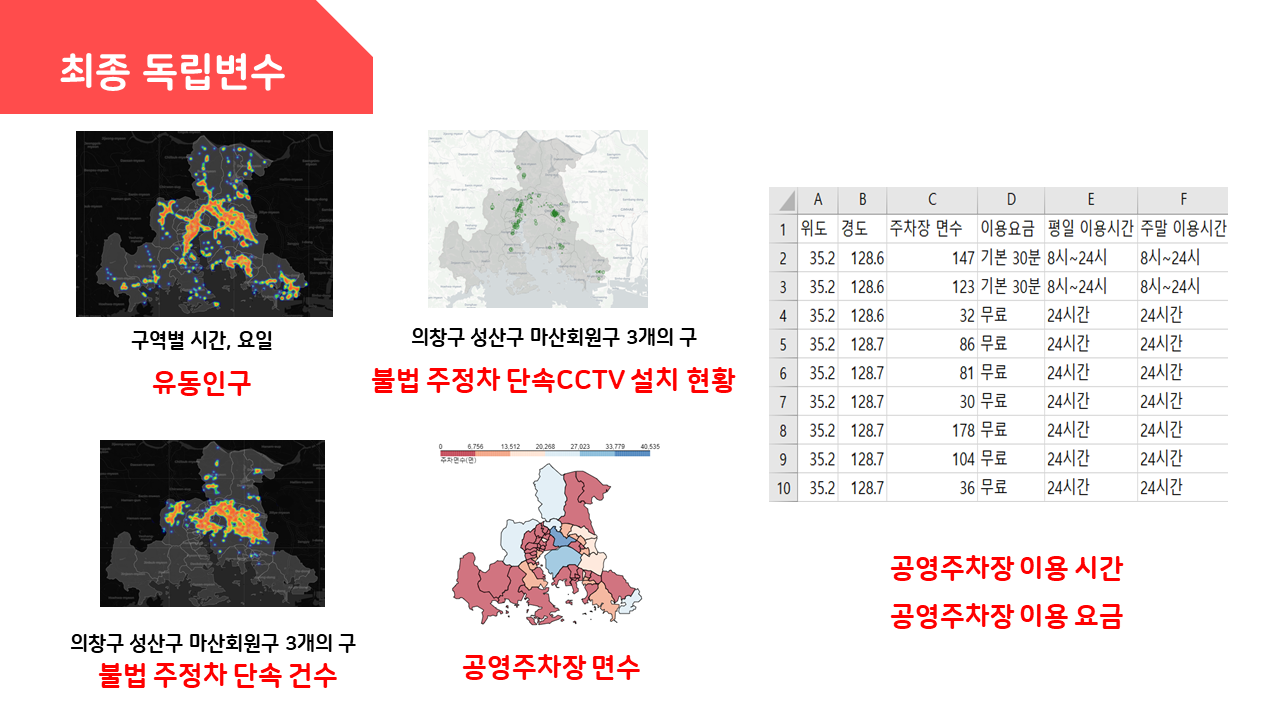 최종 독립변수
구역별 시간, 요일
유동인구
의창구 성산구 마산회원구 3개의 구
불법 주정차 단속CCTV 설치 현황
의창구 성산구 마산회원구 3개의 구
불법 주정차 단속 건수
0 6,756 13,512 20,268 27,023 33,779 40,535
주차면수(면)
공영주차장 면수
A B C D E F
1 위도 경도 주차장 면수 이용요금 평일 이용시간 주말 이용시간
2 35.2 128.6 147 기본 30분 8시~24시 8시~24시
3 35.2 128.6 123 기본 30분 8시~24시 8시~24시
4 35.2 128.6 32 무료 24시간 24시간
5 35.2 128.7 86 무료 24시간 24시간
6 35.2 128.7 81 무료 24시간 24시간
7 35.2 128.7 30 무료 24시간 24시간
8 35.2 128.7 178 무료 24시간 24시간
9 35.2 128.7 104 무료 24시간 24시간
10 35.2 128.7 36 무료 24시간 24시간
공영주차장 이용 시간
공영주차장 이용 요금